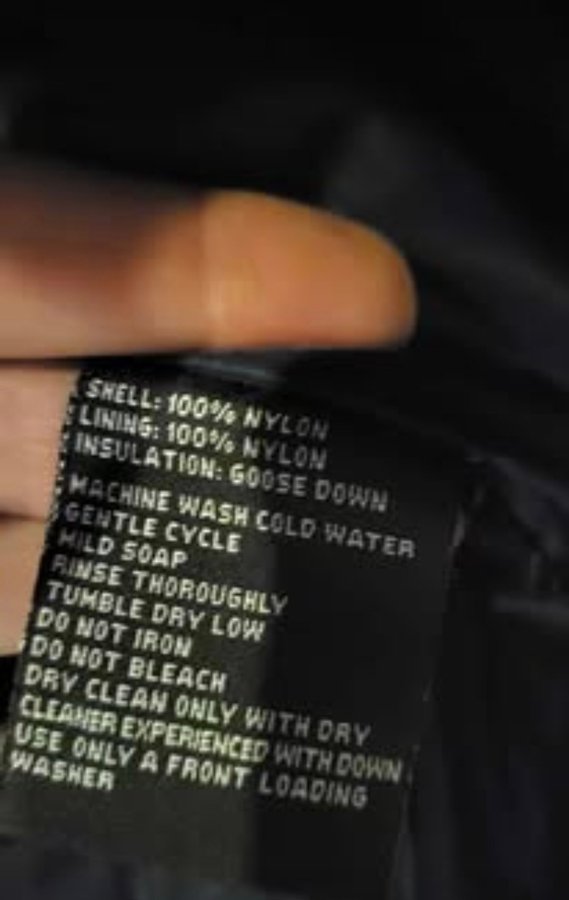 SHELL: 100% NYLON
LINING: 100% NYLON
INSULATION: GOOSE DOWN
MACHINE WASH COLD WATER
GENTLE CYCLE
MILD SOAP
RINSE THOROUGHLY
TUMBLE DRY LOW
DO NOT IRON
DO NOT BLEACH
DRY CLEAN ONLY WITH DRY
CLEANER EXPERIENCED WITH DOWN
USE ONLY A FRONT LOADING
WASHER